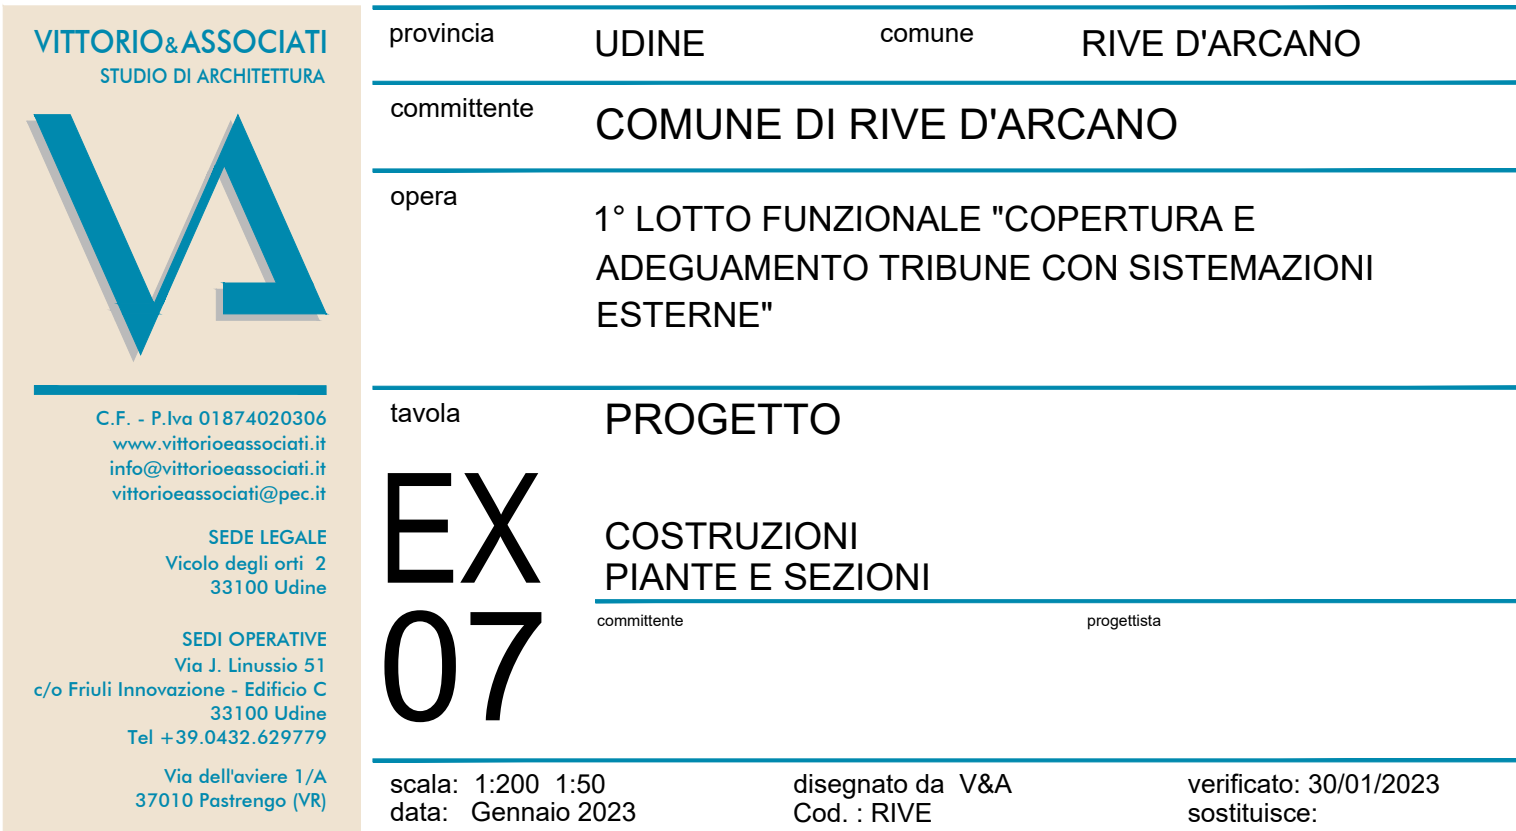 VITTORIO&ASSOCIATI
STUDIO DI ARCHITETTURA
VA
C.F. - P.Iva 01874020306
www.vittorioeassociati.it
info@vittorioeassociati.it
vittorioeassociati@pec.it
SEDE LEGALE
Vicolo degli orti 2
33100 Udine
SEDI OPERATIVE
Via J. Linussio 51
c/o Friuli Innovazione - Edificio C
33100 Udine
Tel +39.0432.629779
Via dell'aviere 1/A
37010 Pastrengo (VR)
provincia UDINE comune RIVE D'ARCANO
committente COMUNE DI RIVE D'ARCANO
opera 1° LOTTO FUNZIONALE "COPERTURA E
ADEGUAMENTO TRIBUNE CON SISTEMAZIONI
ESTERNE"
tavola PROGETTO
EX
07
COSTRUZIONI
PIANTE E SEZIONI
committente progettista
scala: 1:200 1:50 disegnato da V&A verificato: 30/01/2023
data: Gennaio 2023 Cod. : RIVE sostituisce: